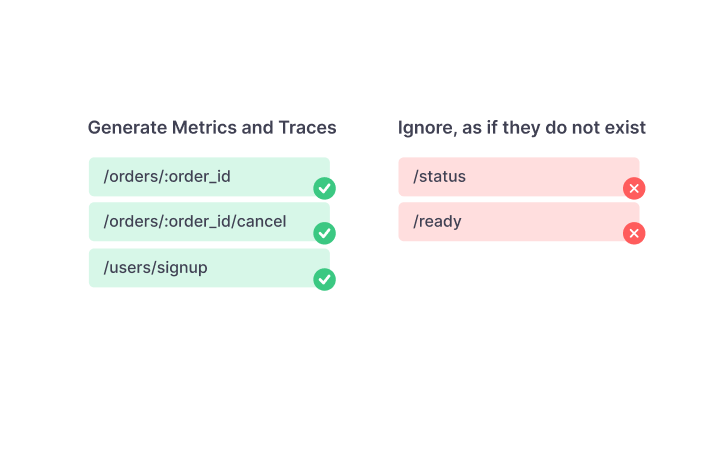 Generate Metrics and Traces
/orders/:order_id
/orders/:order_id/cancel
/users/signup
Ignore, as if they do not exist
/status
/ready